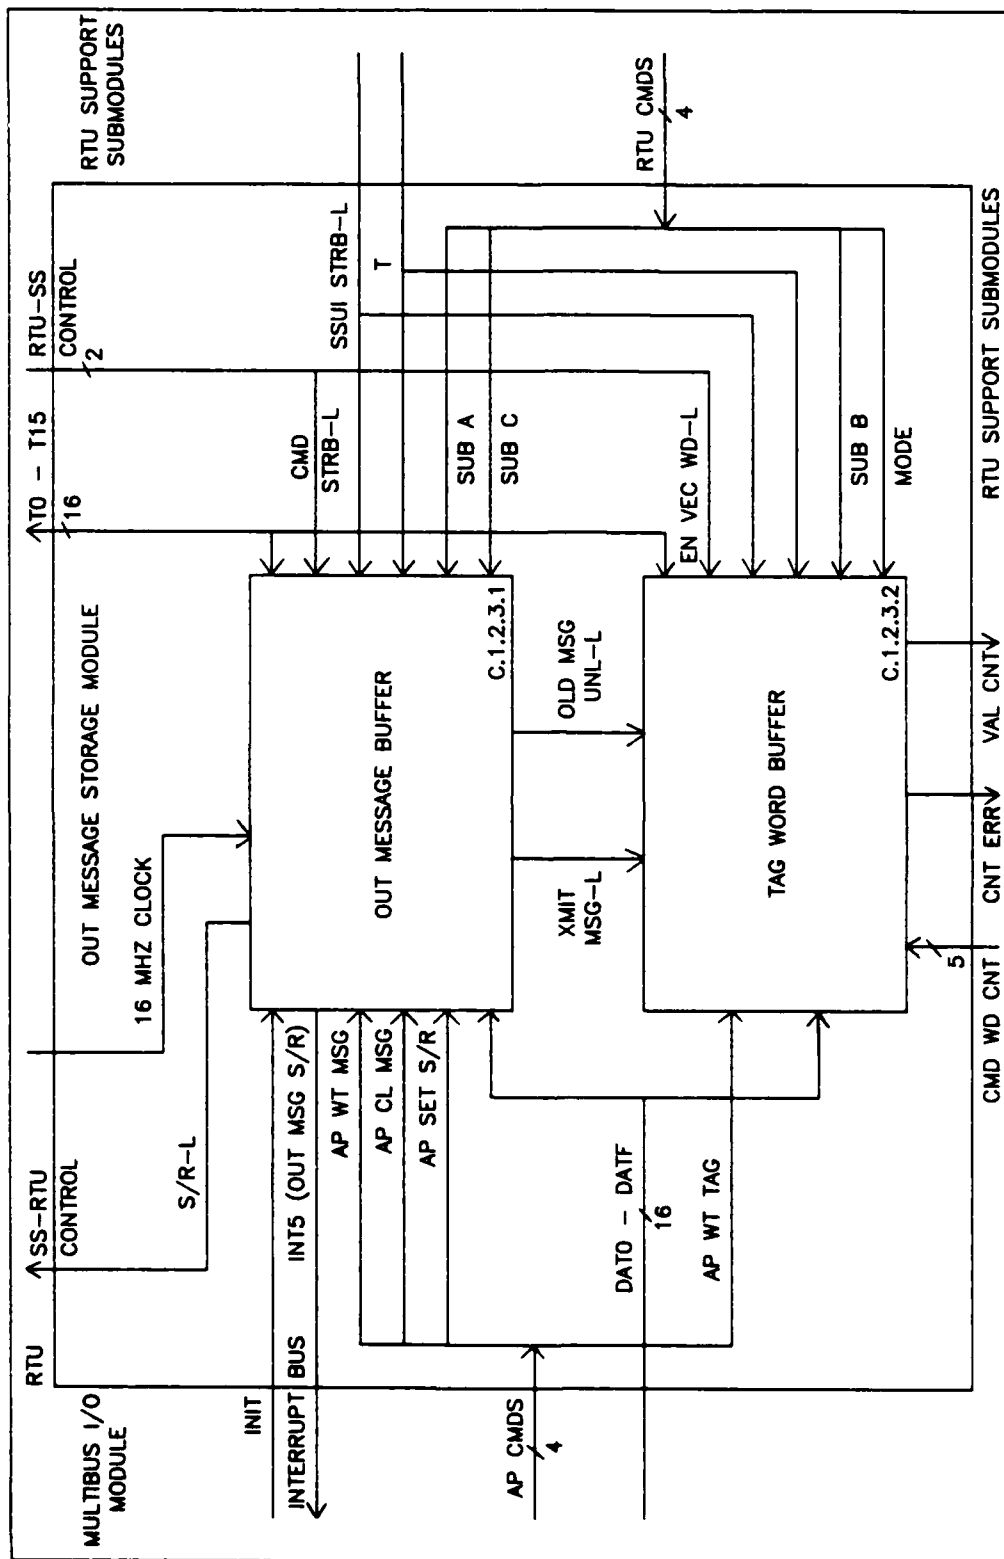 RTU
SS-RTU
CONTROL
T0 - T15
16
RTU-SS
CONTROL
2
MULTIBUS I/O
MODULE
OUT MESSAGE STORAGE MODULE
RTU SUPPORT
SUBMODULES
16 MHZ CLOCK
S/R-L
CMD
STRB-L
SSUI STRB-L
T
INIT
INTERRUPT BUS
INT5 (OUT MSG S/R)
AP WT MSG
AP CL MSG
AP SET S/R
OUT MESSAGE BUFFER
C.1.2.3.1
SUB A
SUB C
RTU CMDS
4
AP CMDS
4
XMIT
MSG-L
OLD MSG
UNL-L
DAT0 - DATF
16
AP WT TAG
EN VEC WD-L
TAG WORD BUFFER
C.1.2.3.2
SUB B
MODE
5
CMD WD CNT
CNT ERR
VAL CNT
RTU SUPPORT SUBMODULES